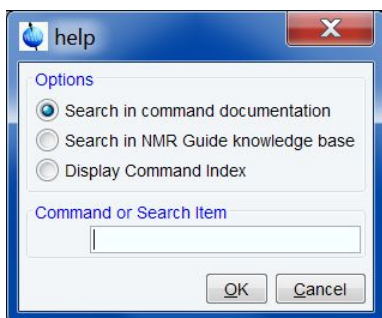 help
X
Options
Search in command documentation
Search in NMR Guide knowledge base
Display Command Index
Command or Search Item
OK Cancel